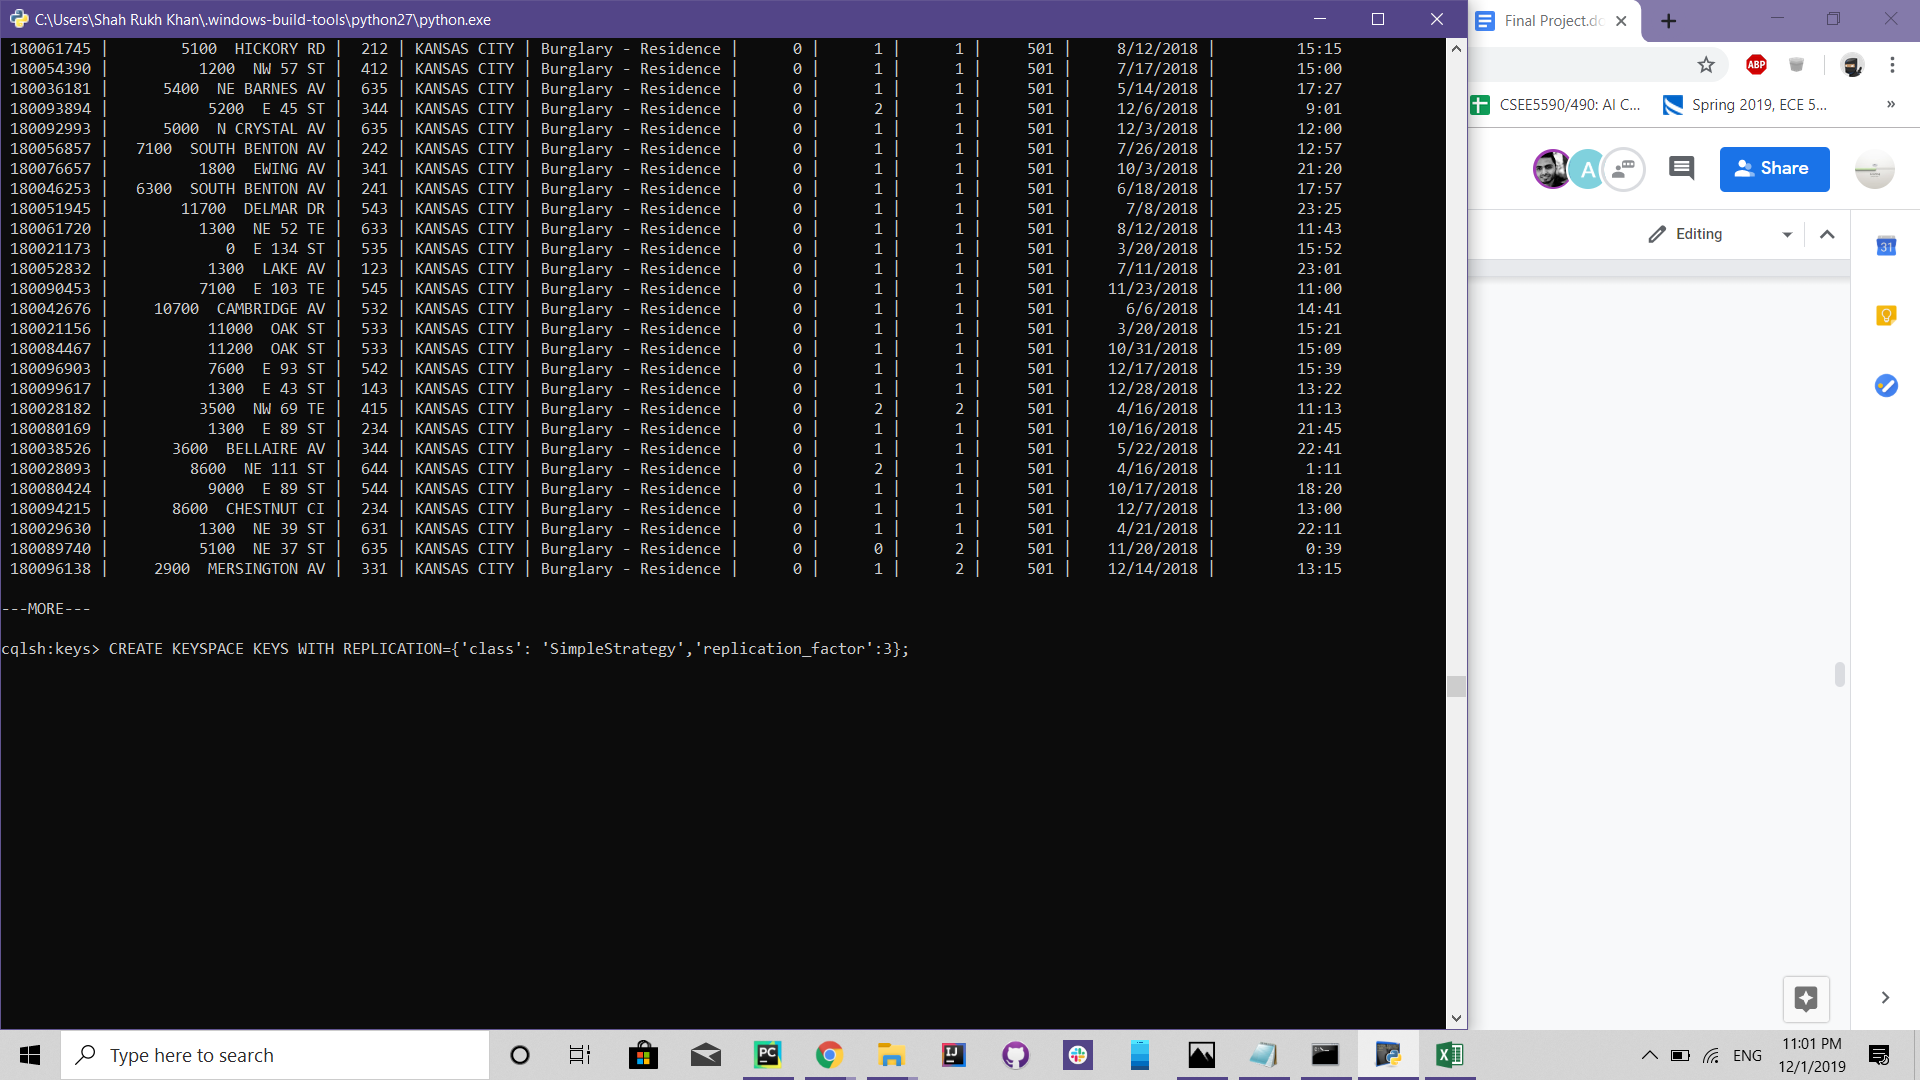 C:\Users\Shah Rukh Khan\.windows-build-tools\python27\python.exe
180061745 | 5100 HICKORY RD | 212 | KANSAS CITY | Burglary - Residence | 0 | 1 | 1 | 501 | 8/12/2018 | 15:15
180054390 | 1200 NW 57 ST | 412 | KANSAS CITY | Burglary - Residence | 0 | 1 | 1 | 501 | 7/17/2018 | 15:00
180036181 | 5400 NE BARNES AV | 635 | KANSAS CITY | Burglary - Residence | 0 | 1 | 1 | 501 | 5/14/2018 | 17:27
180093894 | 5200 E 45 ST | 344 | KANSAS CITY | Burglary - Residence | 0 | 2 | 1 | 501 | 12/6/2018 | 9:01
180092993 | 5000 N CRYSTAL AV | 635 | KANSAS CITY | Burglary - Residence | 0 | 1 | 1 | 501 | 12/3/2018 | 12:00
180056857 | 7100 SOUTH BENTON AV | 242 | KANSAS CITY | Burglary - Residence | 0 | 1 | 1 | 501 | 7/26/2018 | 12:57
180076657 | 1800 EWING AV | 341 | KANSAS CITY | Burglary - Residence | 0 | 1 | 1 | 501 | 10/3/2018 | 21:20
180046253 | 6300 SOUTH BENTON AV | 241 | KANSAS CITY | Burglary - Residence | 0 | 1 | 1 | 501 | 6/18/2018 | 17:57
180051945 | 11700 DELMAR DR | 543 | KANSAS CITY | Burglary - Residence | 0 | 1 | 1 | 501 | 7/8/2018 | 23:25
180061720 | 1300 NE 52 TE | 633 | KANSAS CITY | Burglary - Residence | 0 | 1 | 1 | 501 | 8/12/2018 | 11:43
180021173 | 0 E 134 ST | 535 | KANSAS CITY | Burglary - Residence | 0 | 1 | 1 | 501 | 3/20/2018 | 15:52
180052832 | 1300 LAKE AV | 123 | KANSAS CITY | Burglary - Residence | 0 | 1 | 1 | 501 | 7/11/2018 | 23:01
180090453 | 7100 E 103 TE | 545 | KANSAS CITY | Burglary - Residence | 0 | 1 | 1 | 501 | 11/23/2018 | 11:00
180042676 | 10700 CAMBRIDGE AV | 532 | KANSAS CITY | Burglary - Residence | 0 | 1 | 1 | 501 | 6/6/2018 | 14:41
180021156 | 11000 OAK ST | 533 | KANSAS CITY | Burglary - Residence | 0 | 1 | 1 | 501 | 3/20/2018 | 15:21
180084467 | 11200 OAK ST | 533 | KANSAS CITY | Burglary - Residence | 0 | 1 | 1 | 501 | 10/31/2018 | 15:09
180096903 | 7600 E 93 ST | 542 | KANSAS CITY | Burglary - Residence | 0 | 1 | 1 | 501 | 12/17/2018 | 15:39
180099617 | 1300 E 43 ST | 143 | KANSAS CITY | Burglary - Residence | 0 | 1 | 1 | 501 | 12/28/2018 | 13:22
180028182 | 3500 NW 69 TE | 415 | KANSAS CITY | Burglary - Residence | 0 | 2 | 2 | 501 | 4/16/2018 | 11:13
180080169 | 1300 E 89 ST | 234 | KANSAS CITY | Burglary - Residence | 0 | 1 | 1 | 501 | 10/16/2018 | 21:45
180038526 | 3600 BELLAIRE AV | 344 | KANSAS CITY | Burglary - Residence | 0 | 1 | 1 | 501 | 5/22/2018 | 22:41
180028093 | 8600 NE 111 ST | 644 | KANSAS CITY | Burglary - Residence | 0 | 2 | 1 | 501 | 4/16/2018 | 1:11
180080424 | 9000 E 89 ST | 544 | KANSAS CITY | Burglary - Residence | 0 | 1 | 1 | 501 | 10/17/2018 | 18:20
180094215 | 8600 CHESTNUT CI | 234 | KANSAS CITY | Burglary - Residence | 0 | 1 | 1 | 501 | 12/7/2018 | 13:00
180029630 | 1300 NE 39 ST | 631 | KANSAS CITY | Burglary - Residence | 0 | 1 | 1 | 501 | 4/21/2018 | 22:11
180089740 | 5100 NE 37 ST | 635 | KANSAS CITY | Burglary - Residence | 0 | 0 | 2 | 501 | 11/20/2018 | 0:39
180096138 | 2900 MERSINGTON AV | 331 | KANSAS CITY | Burglary - Residence | 0 | 1 | 2 | 501 | 12/14/2018 | 13:15
---MORE---
cqlsh:keys> CREATE KEYSPACE KEYS WITH REPLICATION={'class': 'SimpleStrategy','replication_factor':3};
Final Project.do
ABP
CSEE5590/490: AI C... Spring 2019, ECE 5... »
A Share
Editing
31
Type here to search
PC
IJ
ENG
11:01 PM
12/1/2019